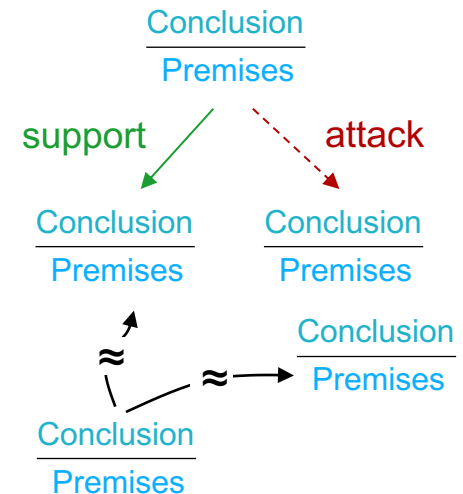 Conclusion
Premises
support
attack
Conclusion
Premises
Conclusion
Premises
≈
≈
Conclusion
Premises
Conclusion
Premises